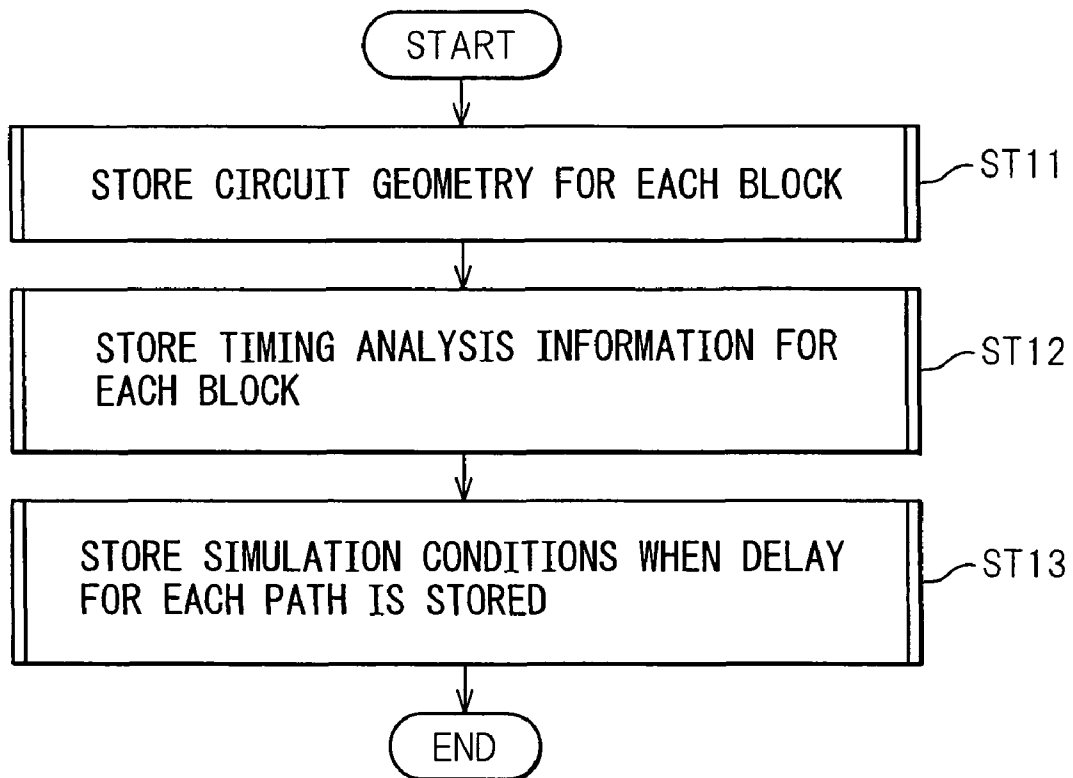 START
STORE CIRCUIT GEOMETRY FOR EACH BLOCK
ST11
STORE TIMING ANALYSIS INFORMATION FOR
EACH BLOCK
ST12
STORE SIMULATION CONDITIONS WHEN DELAY
FOR EACH PATH IS STORED
ST13
END